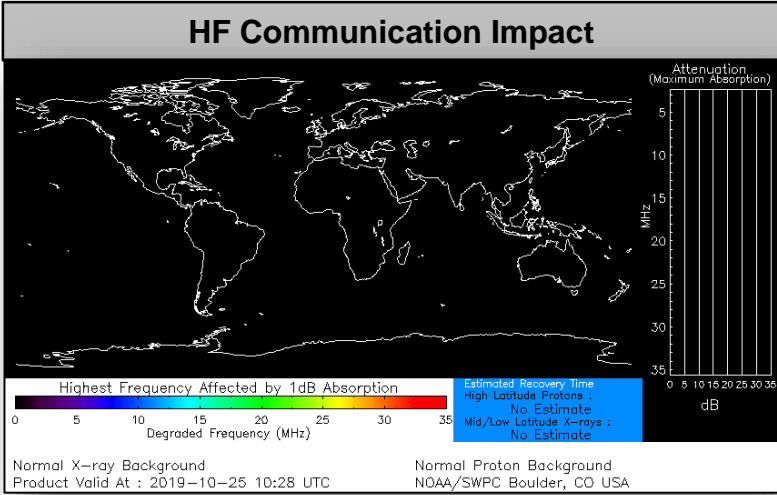 HF Communication Impact
Attenuation
(Maximum Absorption)
5
10
15
20
25
30
35
MHz
0 5 10 15 20 25 30 35
dB
Highest Frequency Affected by 1dB Absorption
0 5 10 15 20 25 30 35
Degraded Frequency (MHz)
Estimated Recovery Time
High Latitude Protons :
No Estimate
Mid/Low Latitude X-rays :
No Estimate
Normal X-ray Background
Product Valid At : 2019-10-25 10:28 UTC
Normal Proton Background
NOAA/SWPC Boulder, CO USA